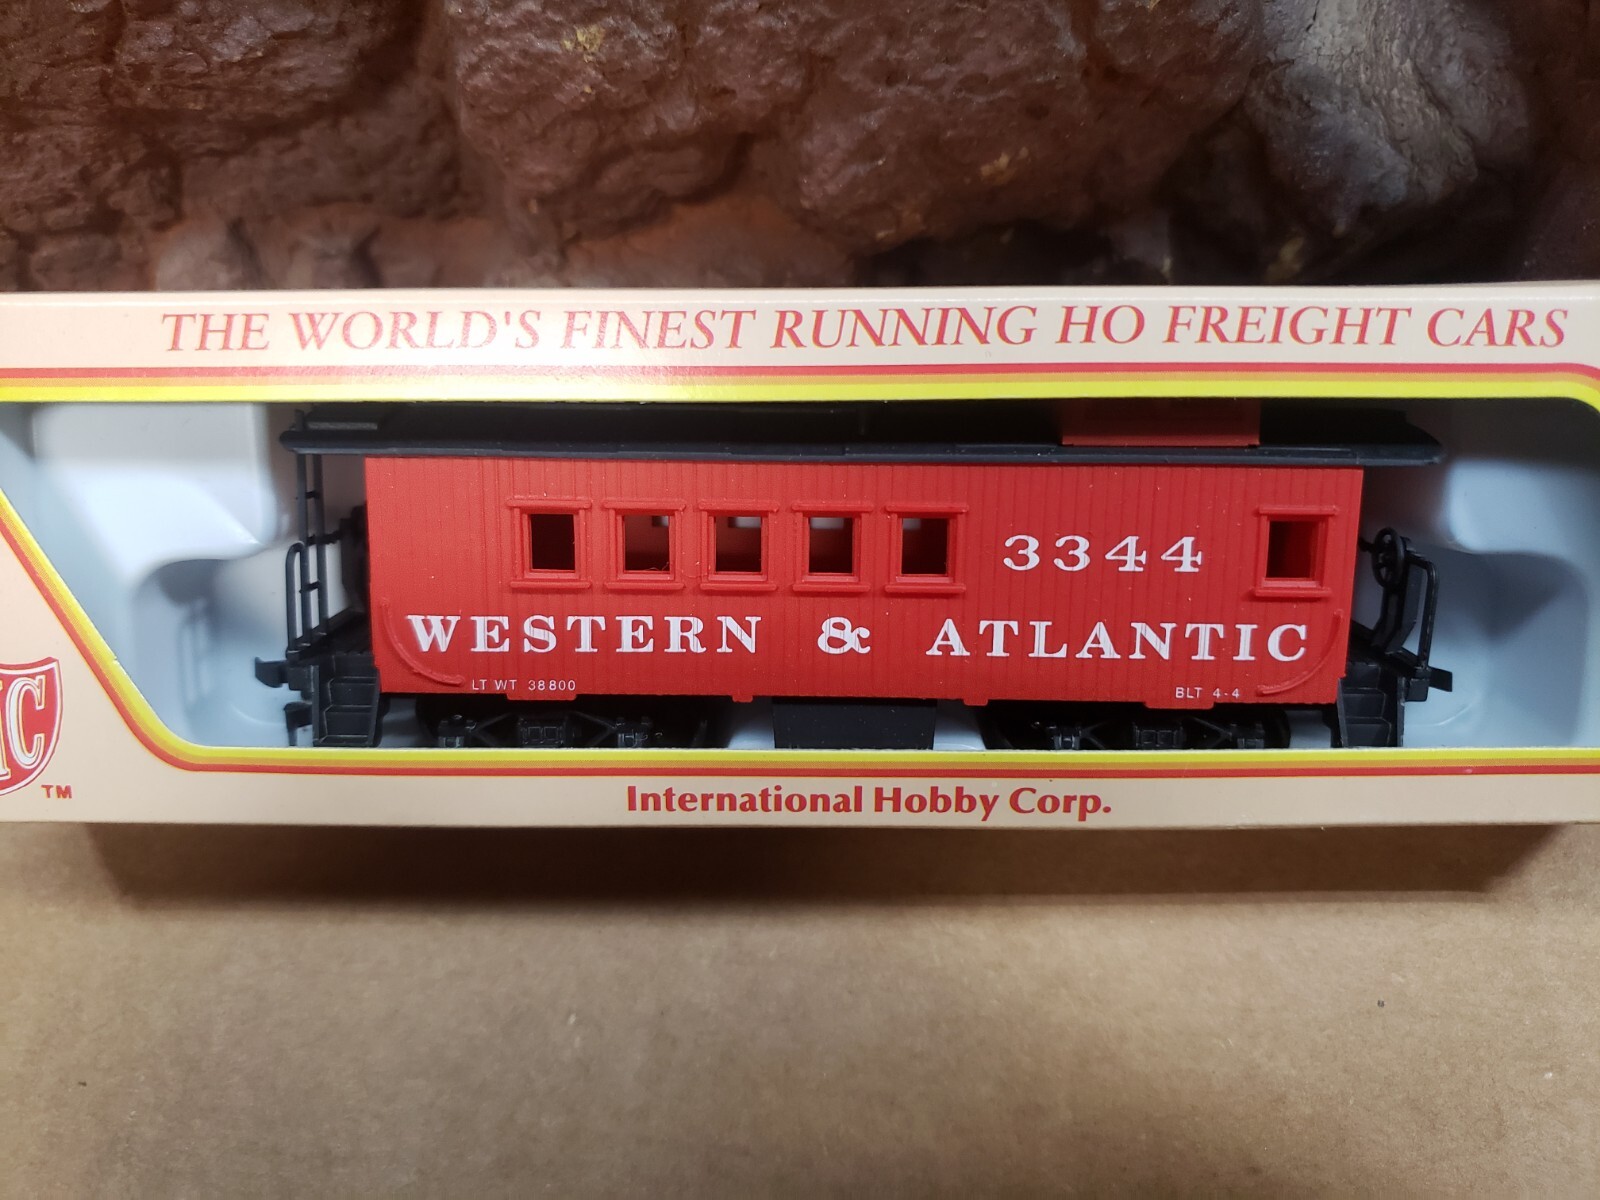 THE WORLD'S FINEST RUNNING HO FREIGHT CARS
3344
WESTERN & ATLANTIC
LT WT 38800
BLT 4-4
TM
International Hobby Corp.